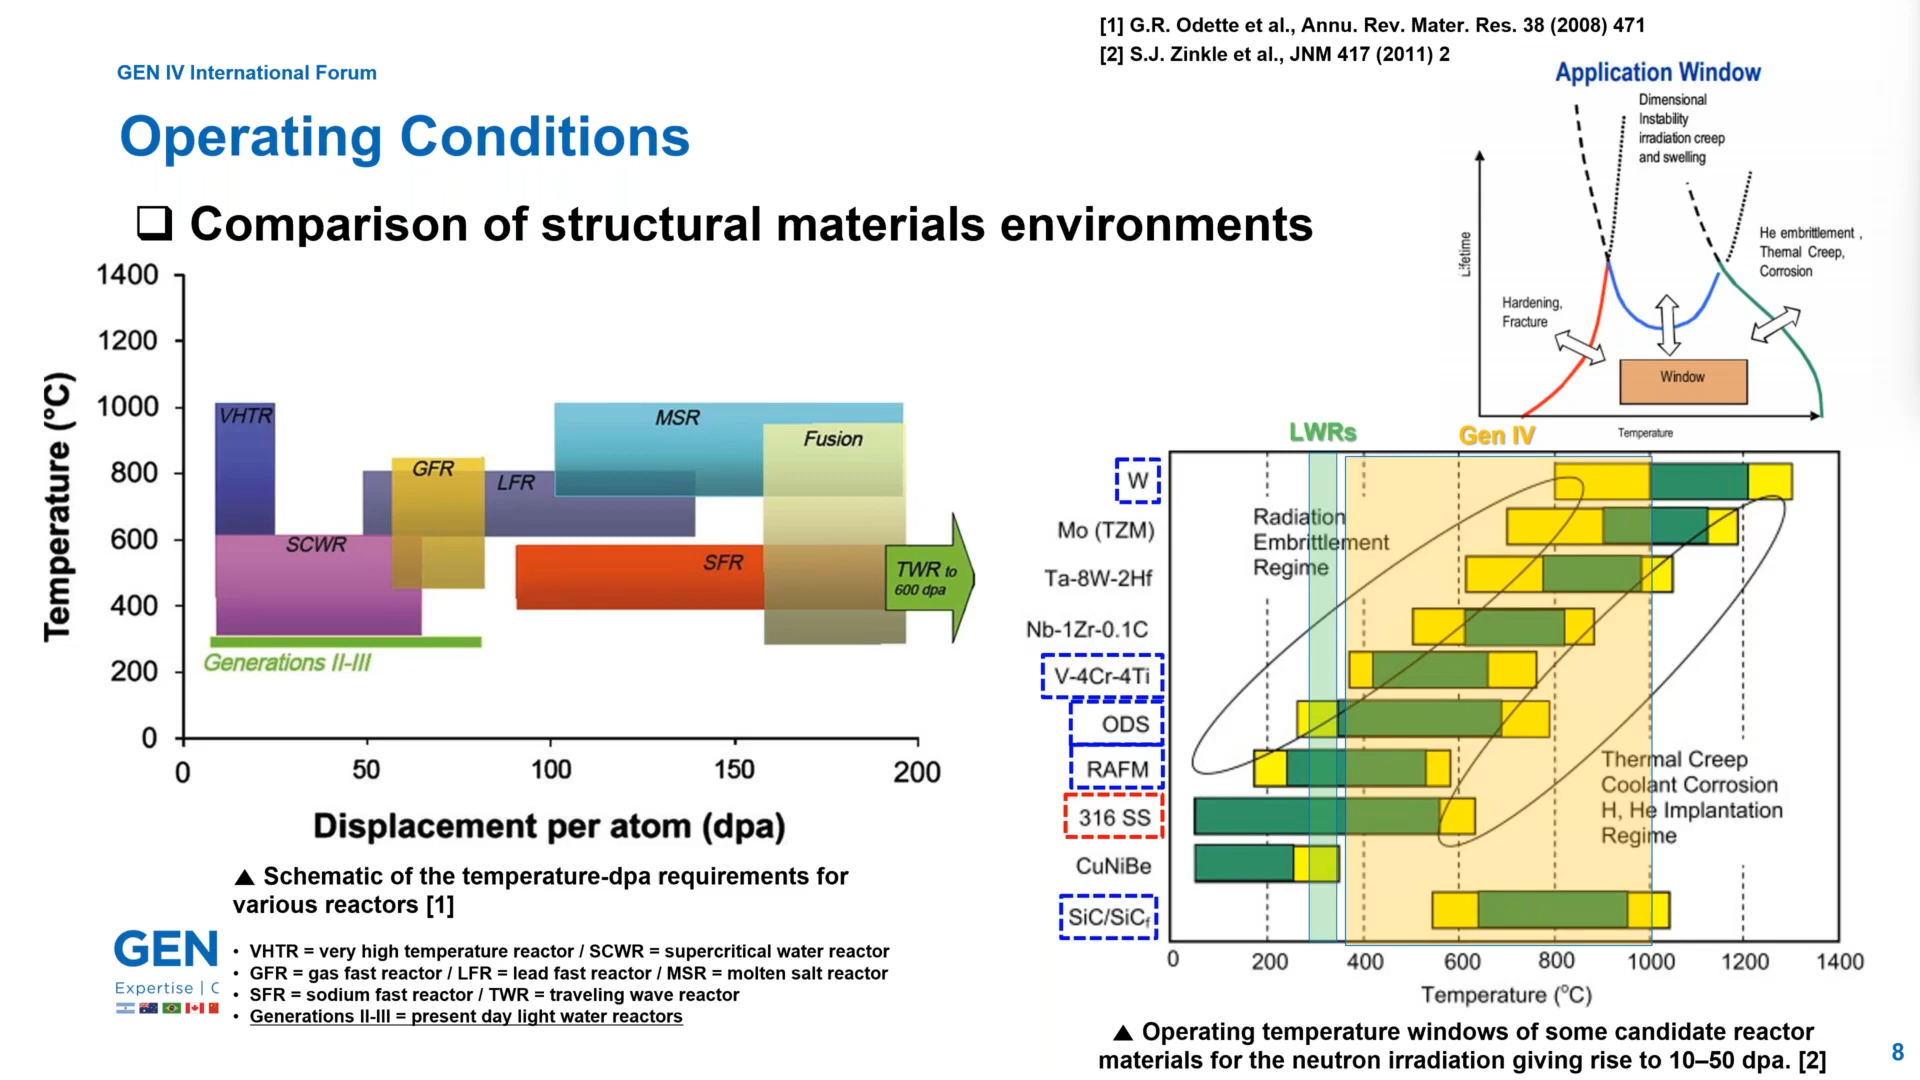 [1] G.R. Odette et al., Annu. Rev. Mater. Res. 38 (2008) 471
[2] S.J. Zinkle et al., JNM 417 (2011) 2
GEN IV International Forum
Operating Conditions
❑ Comparison of structural materials environments
Application Window
Dimensional
Instability
irradiation creep
and swelling
He embrittlement ,
Themal Creep,
Corrosion
Hardening,
Fracture
Window
Lifetime
Temperature
Temperature (°C)
1400
1200
1000
800
600
400
200
0
VHTR
MSR
Fusion
GFR
LFR
SCWR
SFR
TWR to
600 dpa
Generations II-III
0 50 100 150 200
Displacement per atom (dpa)
▲ Schematic of the temperature-dpa requirements for
various reactors [1]
GEN
Expertise | C
• VHTR = very high temperature reactor / SCWR = supercritical water reactor
• GFR = gas fast reactor / LFR = lead fast reactor / MSR = molten salt reactor
• SFR = sodium fast reactor / TWR = traveling wave reactor
• Generations II-III = present day light water reactors
LWRs
Gen IV
W
Mo (TZM)
Ta-8W-2Hf
Nb-1Zr-0.1C
V-4Cr-4Ti
ODS
RAFM
316 SS
CuNiBe
SiC/SiCf
Radiation
Embrittlement
Regime
Thermal Creep
Coolant Corrosion
H, He Implantation
Regime
0 200 400 600 800 1000 1200 1400
Temperature (°C)
▲ Operating temperature windows of some candidate reactor
materials for the neutron irradiation giving rise to 10–50 dpa. [2]
8